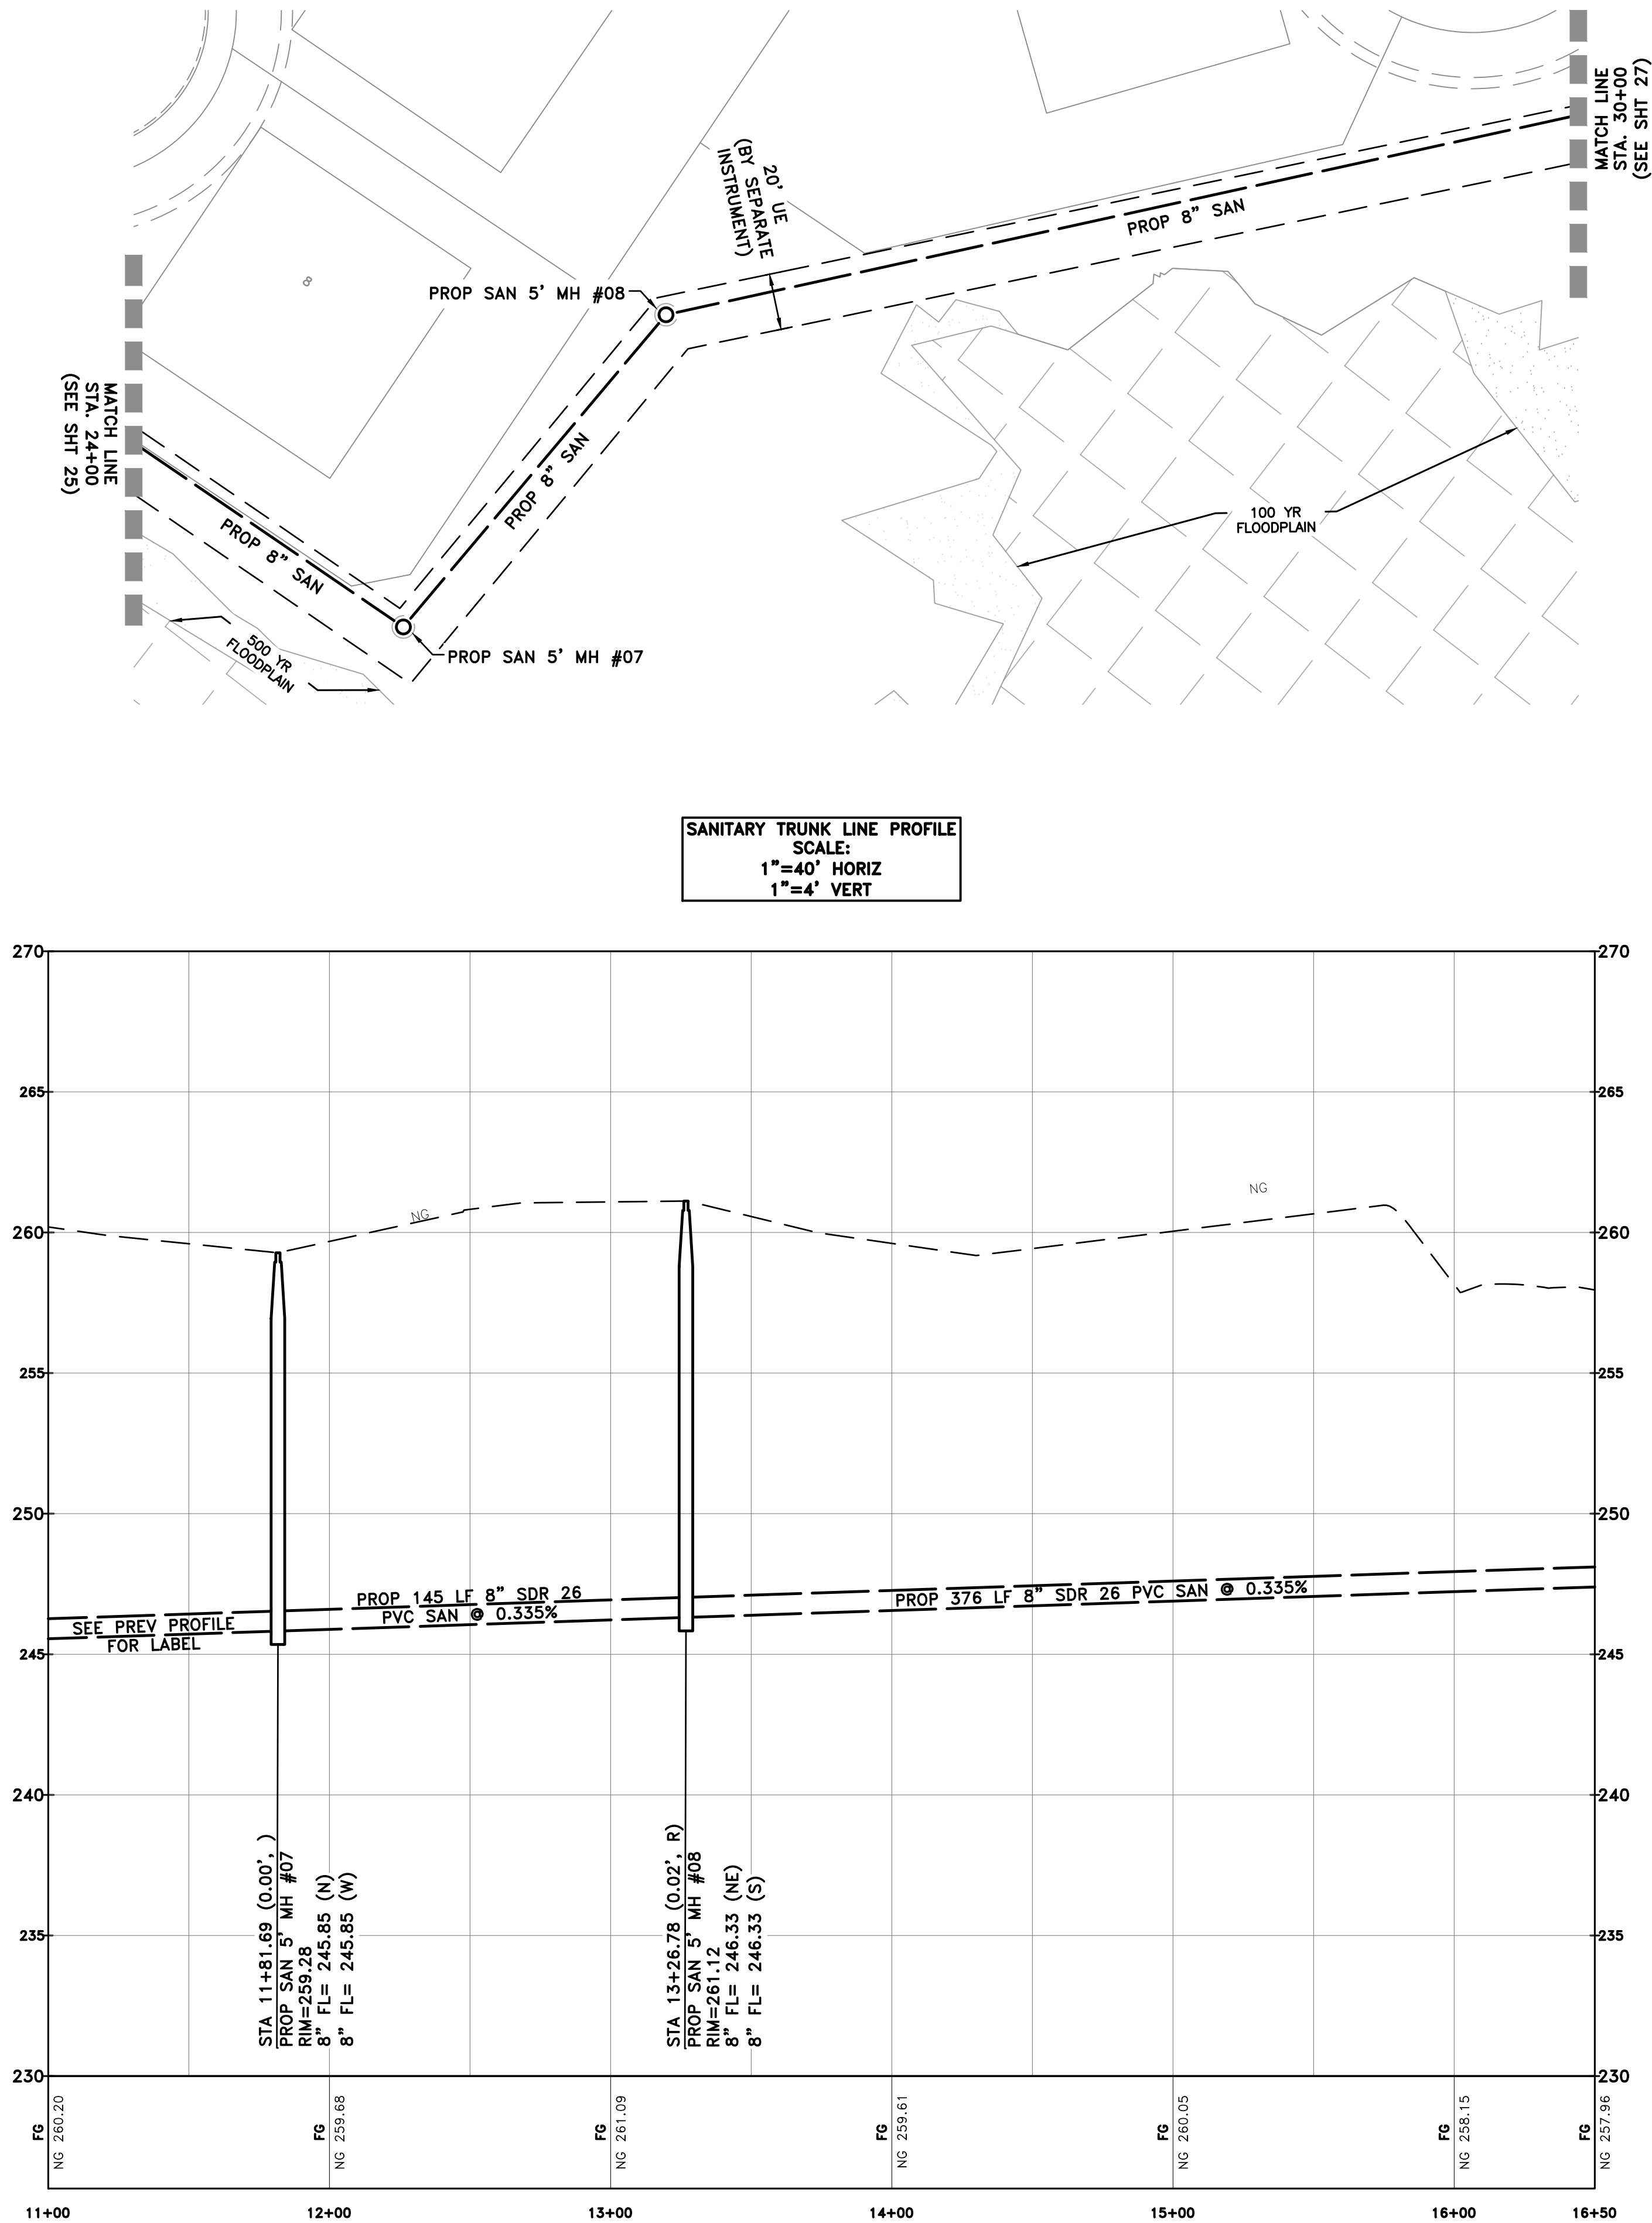 MATCH LINE
STA. 30+00
(SEE SHT 27)
20' UE
(BY SEPARATE
INSTRUMENT)
PROP 8" SAN
8
PROP SAN 5' MH #08
MATCH LINE
STA. 24+00
(SEE SHT 25)
PROP 8" SAN
PROP 8" SAN
100 YR
FLOODPLAIN
500 YR
FLOODPLAIN
PROP SAN 5' MH #07
SANITARY TRUNK LINE PROFILE
SCALE:
1"=40' HORIZ
1"=4' VERT
270
270
265
265
NG
NG
260
260
255
255
250
250
PROP 145 LF 8" SDR 26
PVC SAN @ 0.335%
PROP 376 LF 8" SDR 26 PVC SAN @ 0.335%
SEE PREV PROFILE
FOR LABEL
245
245
240
240
STA 11+81.69 (0.00', )
PROP SAN 5' MH #07
RIM=259.28
8" FL= 245.85 (N)
8" FL= 245.85 (W)
STA 13+26.78 (0.02', R)
PROP SAN 5' MH #08
RIM=261.12
8" FL= 246.33 (NE)
8" FL= 246.33 (S)
235
235
230
230
FG
NG 260.20
FG
NG 259.68
FG
NG 261.09
FG
NG 259.61
FG
NG 260.05
FG
NG 258.15
FG
NG 257.96
11+00
12+00
13+00
14+00
15+00
16+00
16+50